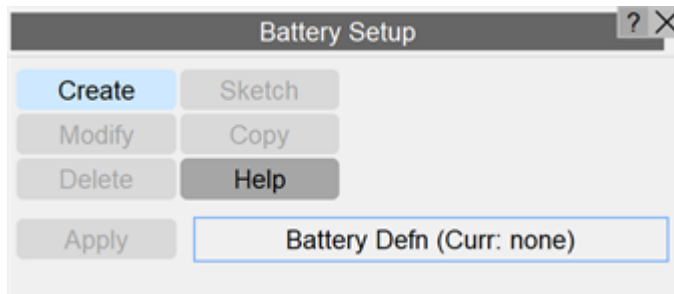 Battery Setup ? X
Create Sketch
Modify Copy
Delete Help
Apply Battery Defn (Curr: none)